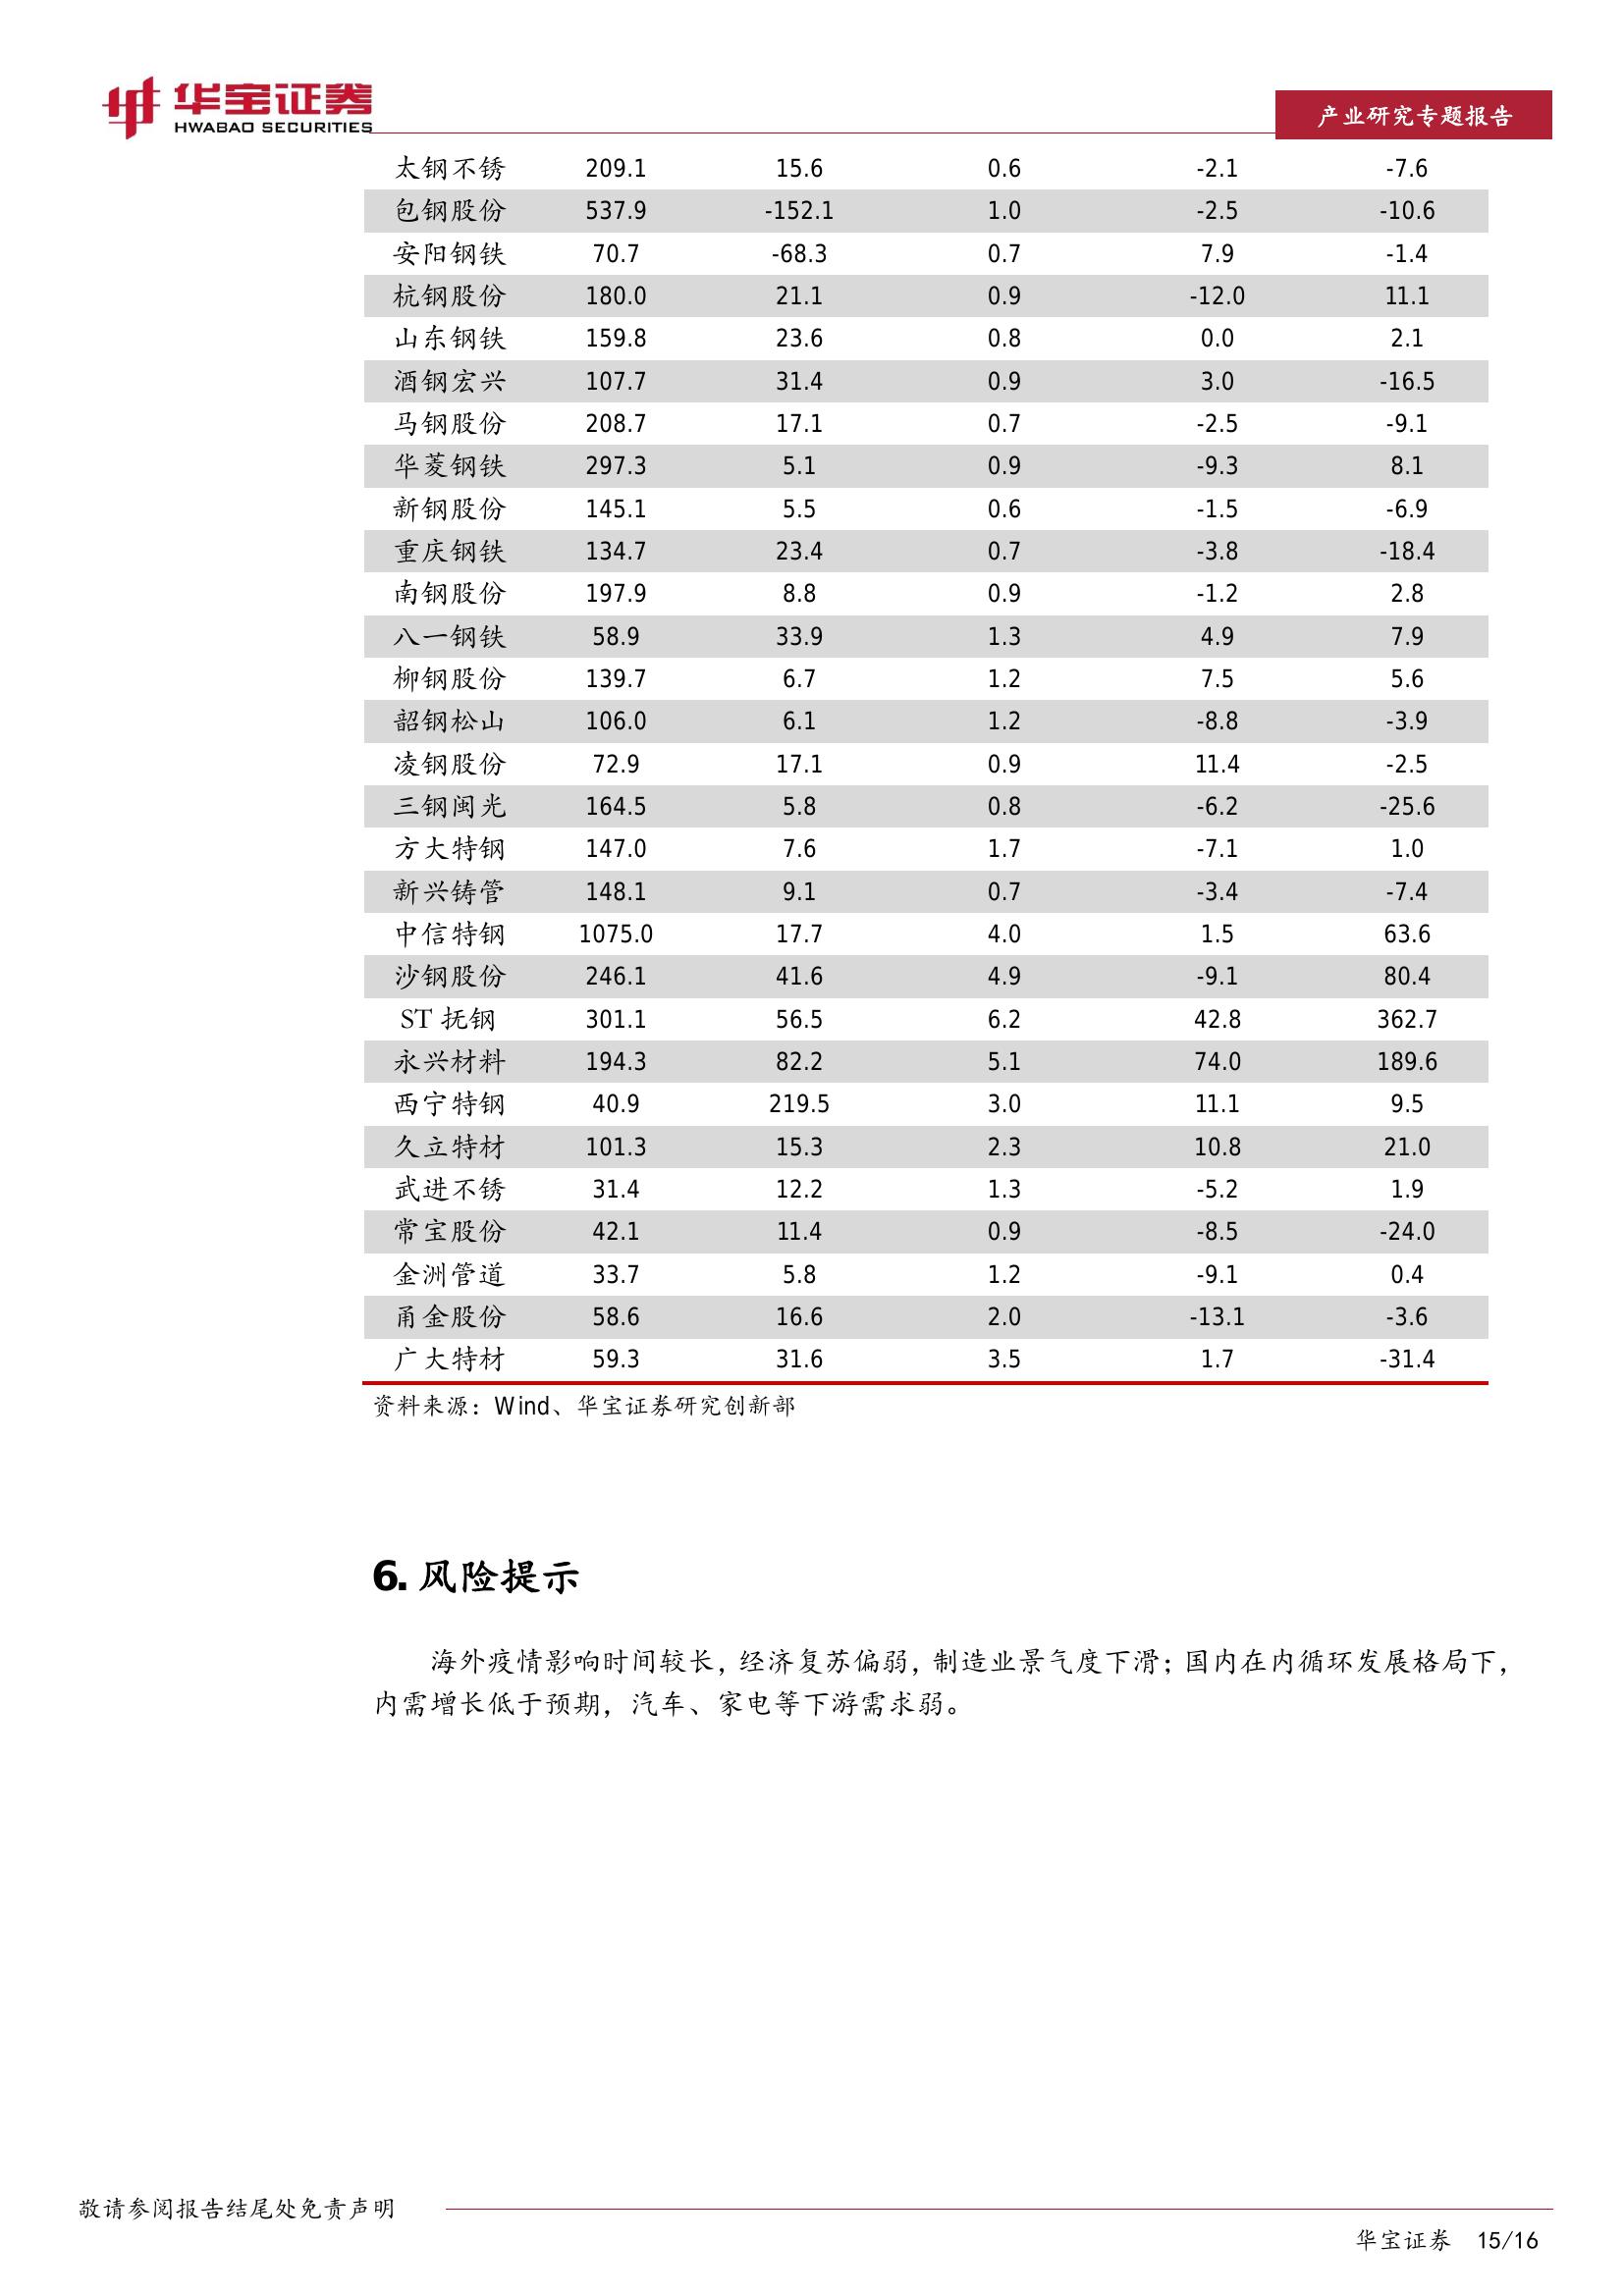 华宝证券
HWABAO SECURITIES
产业研究专题报告
太钢不锈 209.1 15.6 0.6 -2.1 -7.6
包钢股份 537.9 -152.1 1.0 -2.5 -10.6
安阳钢铁 70.7 -68.3 0.7 7.9 -1.4
杭钢股份 180.0 21.1 0.9 -12.0 11.1
山东钢铁 159.8 23.6 0.8 0.0 2.1
酒钢宏兴 107.7 31.4 0.9 3.0 -16.5
马钢股份 208.7 17.1 0.7 -2.5 -9.1
华菱钢铁 297.3 5.1 0.9 -9.3 8.1
新钢股份 145.1 5.5 0.6 -1.5 -6.9
重庆钢铁 134.7 23.4 0.7 -3.8 -18.4
南钢股份 197.9 8.8 0.9 -1.2 2.8
八一钢铁 58.9 33.9 1.3 4.9 7.9
柳钢股份 139.7 6.7 1.2 7.5 5.6
韶钢松山 106.0 6.1 1.2 -8.8 -3.9
凌钢股份 72.9 17.1 0.9 11.4 -2.5
三钢闽光 164.5 5.8 0.8 -6.2 -25.6
方大特钢 147.0 7.6 1.7 -7.1 1.0
新兴铸管 148.1 9.1 0.7 -3.4 -7.4
中信特钢 1075.0 17.7 4.0 1.5 63.6
沙钢股份 246.1 41.6 4.9 -9.1 80.4
ST 抚钢 301.1 56.5 6.2 42.8 362.7
永兴材料 194.3 82.2 5.1 74.0 189.6
西宁特钢 40.9 219.5 3.0 11.1 9.5
久立特材 101.3 15.3 2.3 10.8 21.0
武进不锈 31.4 12.2 1.3 -5.2 1.9
常宝股份 42.1 11.4 0.9 -8.5 -24.0
金洲管道 33.7 5.8 1.2 -9.1 0.4
甬金股份 58.6 16.6 2.0 -13.1 -3.6
广大特材 59.3 31.6 3.5 1.7 -31.4
资料来源：Wind、华宝证券研究创新部
6. 风险提示
海外疫情影响时间较长，经济复苏偏弱，制造业景气度下滑；国内在内循环发展格局下，
内需增长低于预期，汽车、家电等下游需求弱。
敬请参阅报告结尾处免责声明
华宝证券 15/16